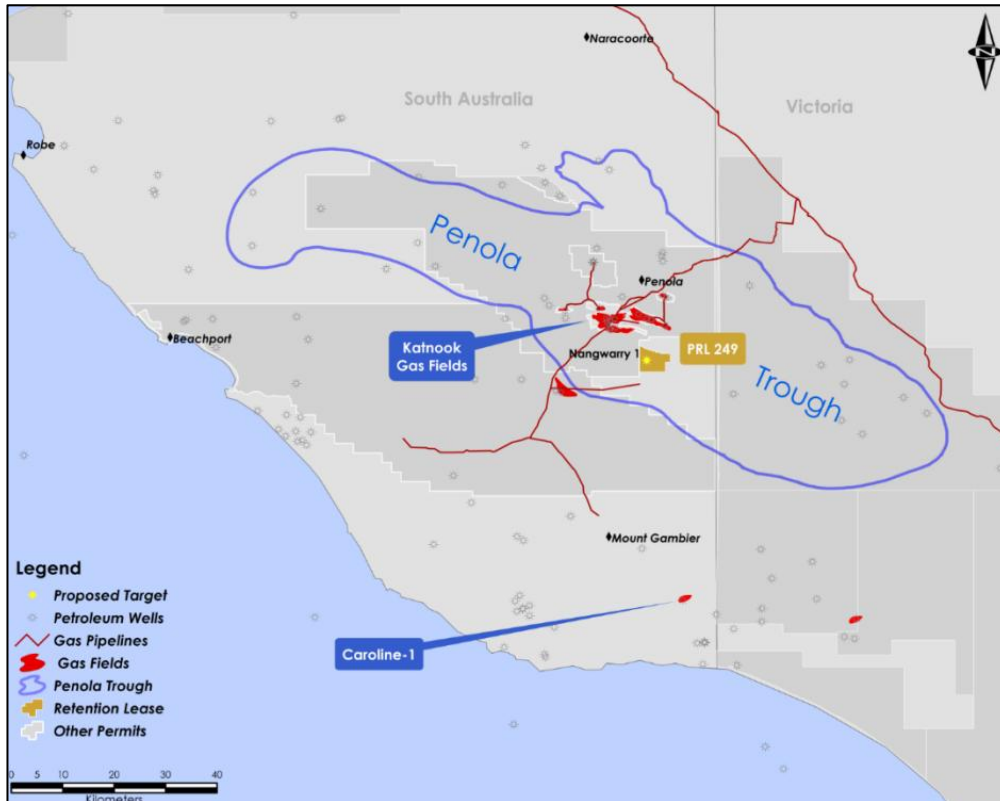 Naracoorte
N
South Australia
Victoria
Robe
Penola
Penola
Beachport
Katnook
Gas Fields
Nangwarry 1
PRL 249
Trough
Mount Gambier
Caroline-1
Legend
Proposed Target
Petroleum Wells
Gas Pipelines
Gas Fields
Penola Trough
Retention Lease
Other Permits
0 5 10 20 30 40
Kilometers